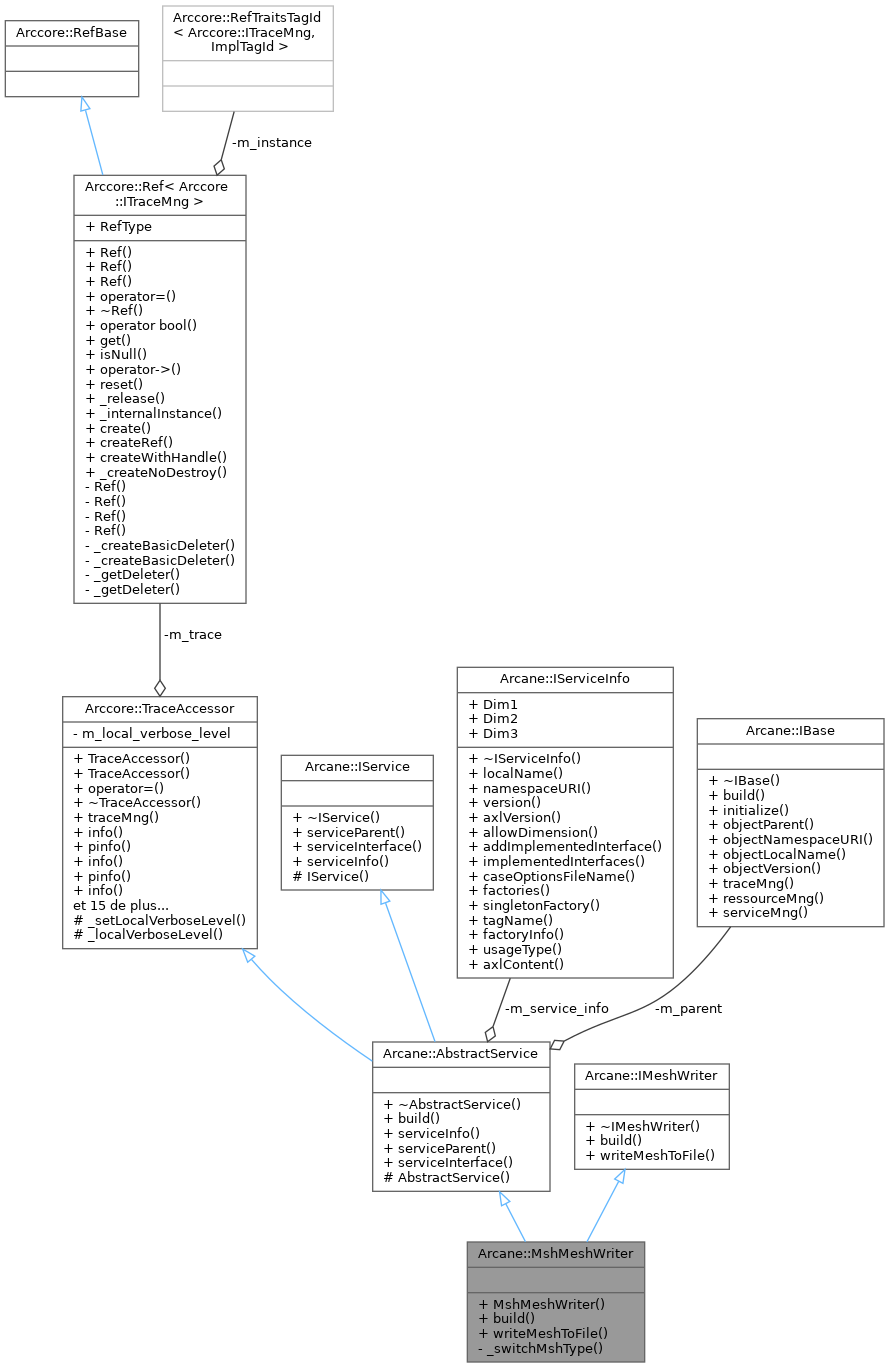 Arccore::RefBase
Arccore::RefTraitsTagId
< Arccore::ITraceMng,
ImplTagId >
-m_instance
Arccore::Ref< Arccore
::ITraceMng >
+ RefType
+ Ref()
+ Ref()
+ Ref()
+ operator=()
+ ~Ref()
+ operator bool()
+ get()
+ isNull()
+ operator->()
+ reset()
+ _release()
+ _internalInstance()
+ create()
+ createRef()
+ createWithHandle()
+ _createNoDestroy()
- Ref()
- Ref()
- Ref()
- Ref()
- _createBasicDeleter()
- _createBasicDeleter()
- _getDeleter()
- _getDeleter()
-m_trace
Arccore::TraceAccessor
- m_local_verbose_level
+ TraceAccessor()
+ TraceAccessor()
+ operator=()
+ ~TraceAccessor()
+ traceMng()
+ info()
+ pinfo()
+ info()
+ pinfo()
+ info()
et 15 de plus...
# _setLocalVerboseLevel()
# _localVerboseLevel()
Arcane::IService
+ ~IService()
+ serviceParent()
+ serviceInterface()
+ serviceInfo()
# IService()
Arcane::IServiceInfo
+ Dim1
+ Dim2
+ Dim3
+ ~IServiceInfo()
+ localName()
+ namespaceURI()
+ version()
+ axlVersion()
+ allowDimension()
+ addImplementedInterface()
+ implementedInterfaces()
+ caseOptionsFileName()
+ factories()
+ singletonFactory()
+ tagName()
+ factoryInfo()
+ usageType()
+ axlContent()
Arcane::IBase
+ ~IBase()
+ build()
+ initialize()
+ objectParent()
+ objectNamespaceURI()
+ objectLocalName()
+ objectVersion()
+ traceMng()
+ ressourceMng()
+ serviceMng()
-m_service_info
-m_parent
Arcane::AbstractService
+ ~AbstractService()
+ build()
+ serviceInfo()
+ serviceParent()
+ serviceInterface()
# AbstractService()
Arcane::IMeshWriter
+ ~IMeshWriter()
+ build()
+ writeMeshToFile()
Arcane::MshMeshWriter
+ MshMeshWriter()
+ build()
+ writeMeshToFile()
- _switchMshType()